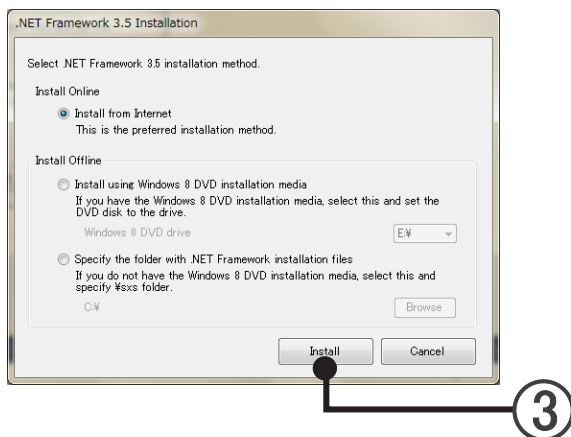 .NET Framework 3.5 Installation
Select .NET Framework 3.5 installation method.
Install Online
Install from Internet
This is the preferred installation method.
Install Offline
Install using Windows 8 DVD installation media
If you have the Windows 8 DVD installation media, select this and set the
DVD disk to the drive.
Windows 8 DVD drive
E:¥
Specify the folder with .NET Framework installation files
If you do not have the Windows 8 DVD installation media, select this and
specify ¥sxs folder.
C:¥
Browse
Install
Cancel
③